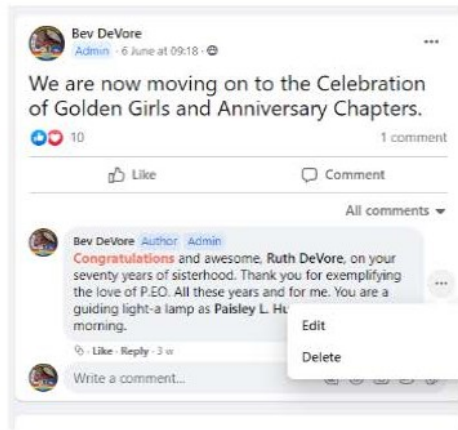 Bev DeVore
Admin · 6 June at 09:18 ·
We are now moving on to the Celebration
of Golden Girls and Anniversary Chapters.
10 1 comment
Like Comment
All comments
Bev DeVore Author Admin
Congratulations and awesome, Ruth DeVore, on your
seventy years of sisterhood. Thank you for exemplifying
the love of P.EO. All these years and for me. You are a
guiding light-a lamp as Paisley L. Hu
morning.
Edit
Delete
· Like · Reply · 3 w
Write a comment...